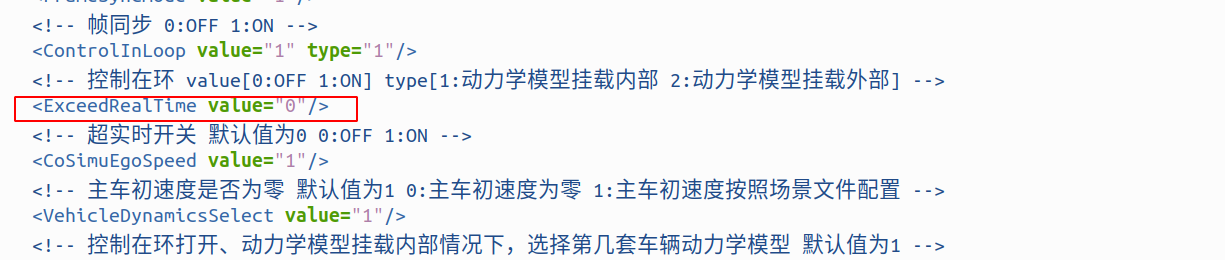 <!-- 帧同步 0:OFF 1:ON -->
<ControlInLoop value="1" type="1"/>
<!-- 控制在环 value[0:OFF 1:ON] type[1:动力学模型挂载内部 2:动力学模型挂载外部] -->
<ExceedRealTime value="0"/>
<!-- 超实时开关 默认值为0 0:OFF 1:ON -->
<CoSimuEgoSpeed value="1"/>
<!-- 主车初速度是否为零 默认值为1 0:主车初速度为零 1:主车初速度按照场景文件配置 -->
<VehicleDynamicsSelect value="1"/>
<!-- 控制在环打开、动力学模型挂载内部情况下，选择第几套车辆动力学模型 默认值为1 -->